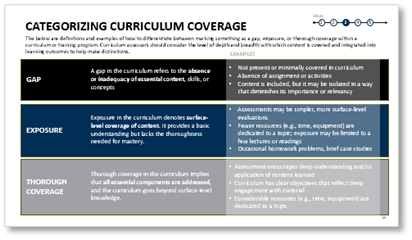 CATEGORIZING CURRICULUM COVERAGE
1 2 3 4 5
The below are definitions and examples of how to differentiate between marking something as a gap, exposure, or thorough coverage within a
curriculum or training program. Curriculum assessors should consider the level of depth and breadth with which content is covered and integrated into
learning outcomes to help make distinctions.
EXAMPLES
GAP
A gap in the curriculum refers to the absence
or inadequacy of essential content, skills, or
concepts
• Not present or minimally covered in curriculum
• Absence of assignment or activities
• Content is included, but it may be isolated in a way
that diminishes its importance or relevancy
EXPOSURE
Exposure in the curriculum denotes surface-
level coverage of content. It provides a basic
understanding but lacks the thoroughness
needed for mastery.
• Assessments may be simpler, more surface-level
evaluations
• Fewer resources (e.g., time, equipment) are
dedicated to a topic; exposure may be limited to a
few lectures or readings
• Occasional homework problems, brief case studies
THOROUGH
COVERAGE
Thorough coverage in the curriculum implies
that all essential components are addressed,
and the curriculum goes beyond surface-level
knowledge.
• Assessment encourages deep understanding and/or
application of content learned
• Curriculum has clear objectives that reflect deep
engagement with material
• Considerable resources (e.g., time, equipment) are
dedicated to a topic